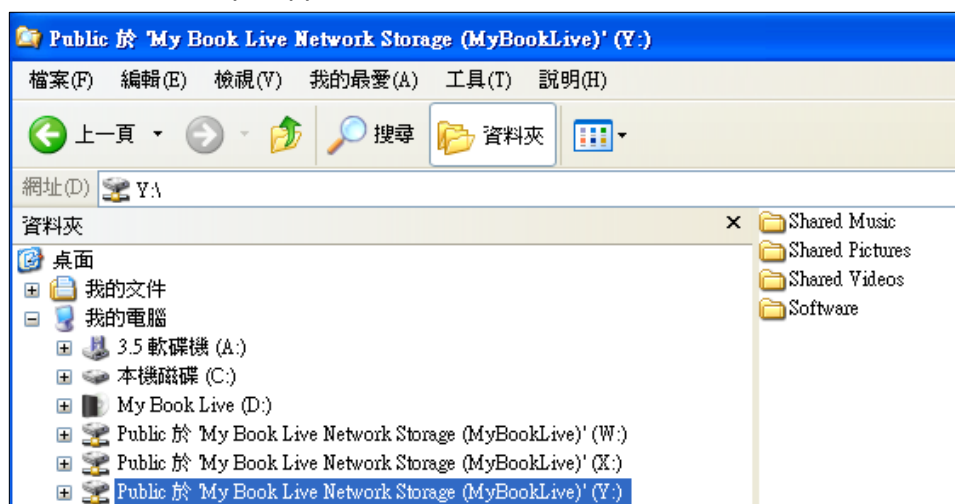 Public 於 'My Book Live Network Storage (MyBookLive)' (Y:)
檔案(F) 編輯(E) 檢視(V) 我的最愛(A) 工具(T) 說明(H)
上一頁 搜尋 資料夾
網址(D) Y:\
資料夾
桌面
我的文件
我的電腦
3.5 軟碟機 (A:)
本機磁碟 (C:)
My Book Live (D:)
Public 於 'My Book Live Network Storage (MyBookLive)' (W:)
Public 於 'My Book Live Network Storage (MyBookLive)' (X:)
Public 於 'My Book Live Network Storage (MyBookLive)' (Y:)
Shared Music
Shared Pictures
Shared Videos
Software